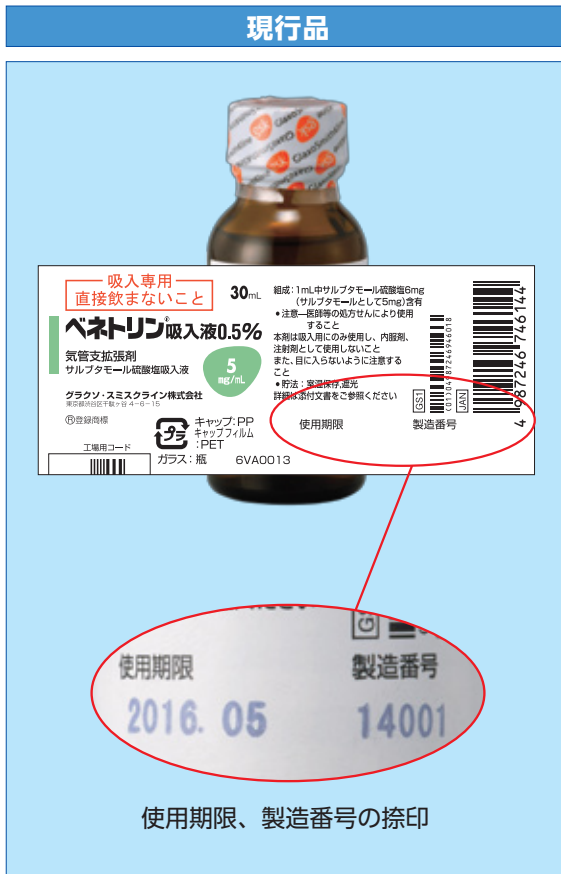 現行品
GlaxoSmithKline
gsk
吸入専用
直接飲まないこと
30mL
ベネトリン®吸入液0.5%
気管支拡張剤
サルブタモール硫酸塩吸入液
5
mg/mL
グラクソ・スミスクライン株式会社
東京都渋谷区千駄ヶ谷4-6-15
Ⓡ登録商標
工場用コード
プラ
キャップ:PP
キャップフィルム
:PET
ガラス:瓶
6VA0013
組成:1mL中サルブタモール硫酸塩6mg
(サルブタモールとして5mg)含有
•注意―医師等の処方せんにより使用
すること
本剤は吸入用にのみ使用し、内服剤、
注射剤として使用しないこと
また、目に入らないように注意する
こと
•貯法:室温保存,遮光
詳細は添付文書をご参照ください
使用期限
製造番号
GS1
(01)04987246946018
JAN
4987246746144
使用期限
製造番号
2016. 05
14001
使用期限、製造番号の捺印